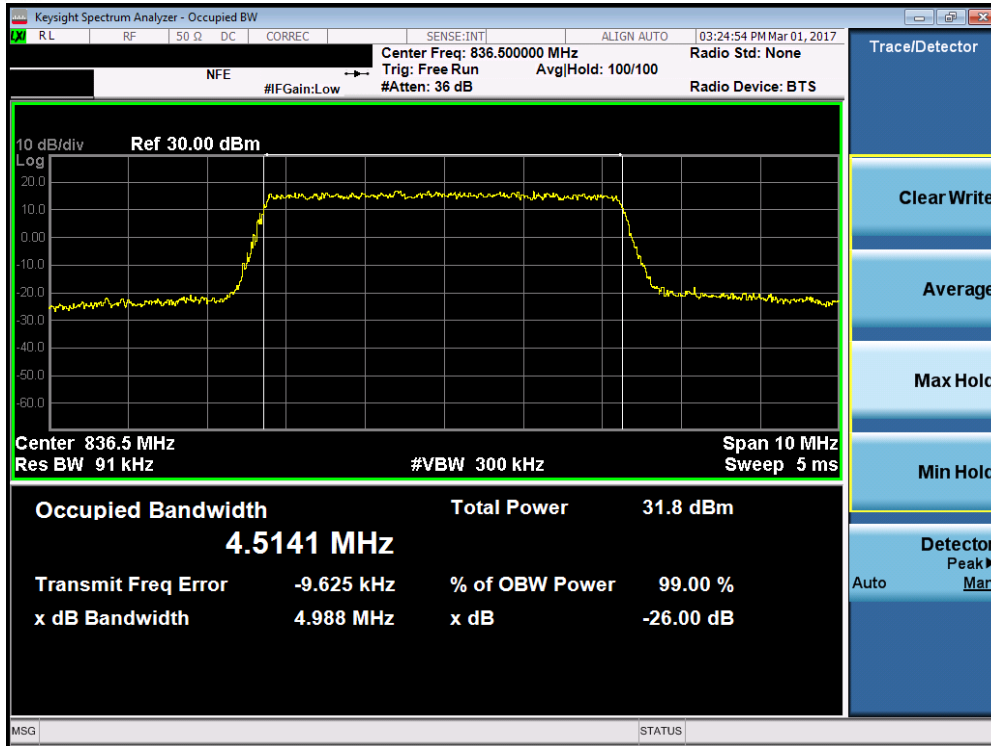 Keysight Spectrum Analyzer - Occupied BW
LXI RL RF 50 Ω DC CORREC SENSE:INT ALIGN AUTO 03:24:54 PM Mar 01, 2017
Center Freq: 836.500000 MHz Radio Std: None
NFE Trig: Free Run Avg|Hold: 100/100
#IFGain:Low #Atten: 36 dB Radio Device: BTS
10 dB/div Ref 30.00 dBm
Log
20.0
10.0
0.00
-10.0
-20.0
-30.0
-40.0
-50.0
-60.0
Center 836.5 MHz Span 10 MHz
Res BW 91 kHz #VBW 300 kHz Sweep 5 ms
Occupied Bandwidth Total Power 31.8 dBm
4.5141 MHz
Transmit Freq Error -9.625 kHz % of OBW Power 99.00 %
x dB Bandwidth 4.988 MHz x dB -26.00 dB
MSG STATUS
Trace/Detector
Clear Write
Average
Max Hold
Min Hold
Detector
Peak▶
Auto Man